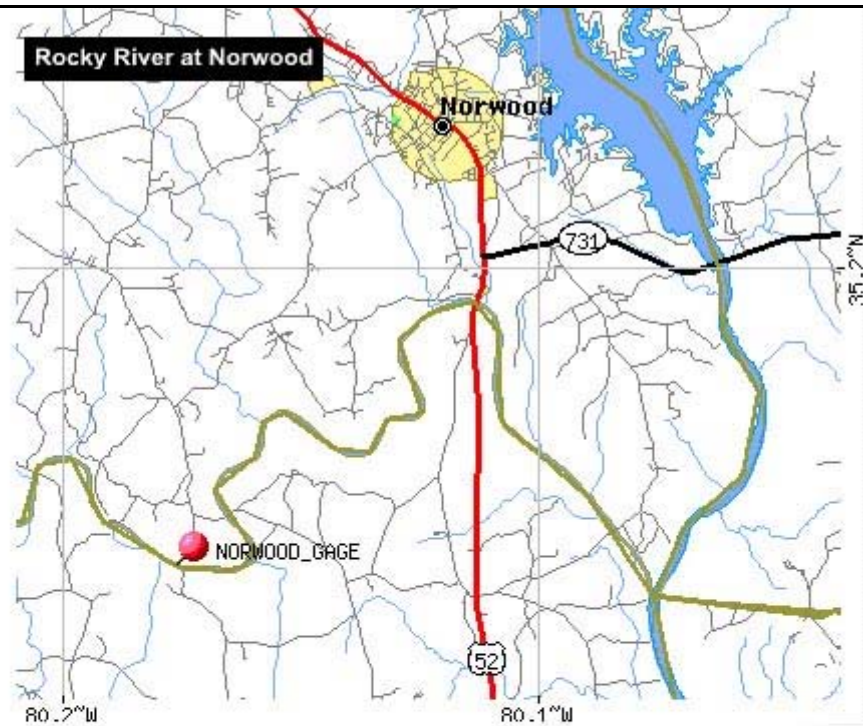 Rocky River at Norwood
Norwood
731
35.2~N
NORWOOD_GAGE
52
80.2~W
80.1~W